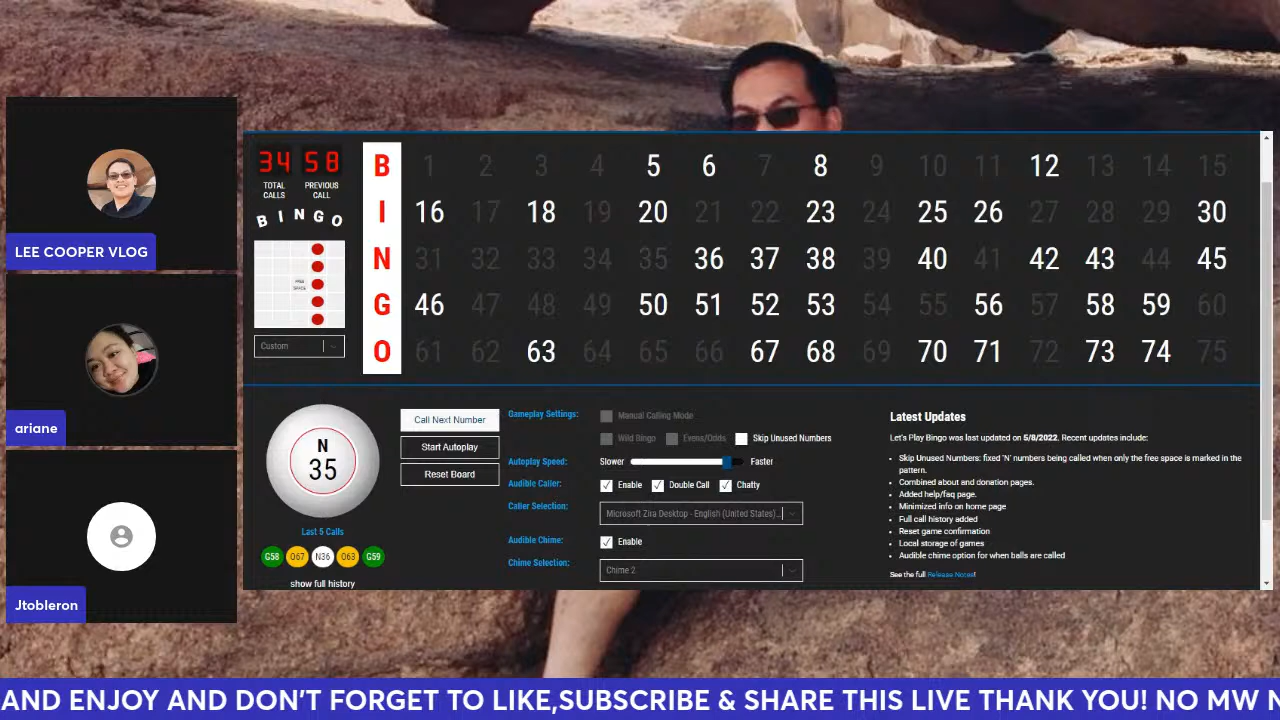 LEE COOPER VLOG
ariane
Jtobleron
34 58
TOTAL CALLS PREVIOUS CALL
BINGO
FREE SPACE
Custom
B 1 2 3 4 5 6 7 8 9 10 11 12 13 14 15
I 16 17 18 19 20 21 22 23 24 25 26 27 28 29 30
N 31 32 33 34 35 36 37 38 39 40 41 42 43 44 45
G 46 47 48 49 50 51 52 53 54 55 56 57 58 59 60
O 61 62 63 64 65 66 67 68 69 70 71 72 73 74 75
N
35
Last 5 Calls
G58 O67 N36 O63 G59
show full history
Call Next Number
Start Autoplay
Reset Board
Gameplay Settings: Manual Calling Mode
Wild Bingo Evens/Odds Skip Unused Numbers
Autoplay Speed: Slower Faster
Audible Caller: Enable Double Call Chatty
Caller Selection: Microsoft Zira Desktop - English (United States)...
Audible Chime: Enable
Chime Selection: Chime 2
Latest Updates
Let's Play Bingo was last updated on 5/8/2022. Recent updates include:
Skip Unused Numbers: fixed 'N' numbers being called when only the free space is marked in the
pattern.
Combined about and donation pages.
Added help/faq page.
Minimized info on home page
Full call history added
Reset game confirmation
Local storage of games
Audible chime option for when balls are called
See the full Release Notes!
AND ENJOY AND DON'T FORGET TO LIKE,SUBSCRIBE & SHARE THIS LIVE THANK YOU! NO MW N